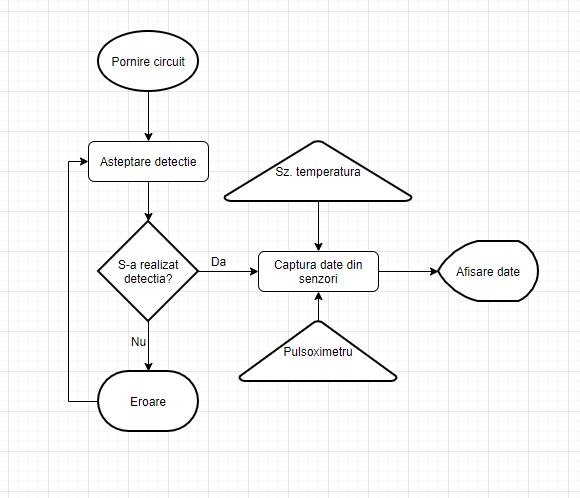 Pornire circuit
Asteptare detectie
Sz. temperatura
S-a realizat
detectia?
Da
Captura date din
senzori
Afisare date
Nu
Pulsoximetru
Eroare